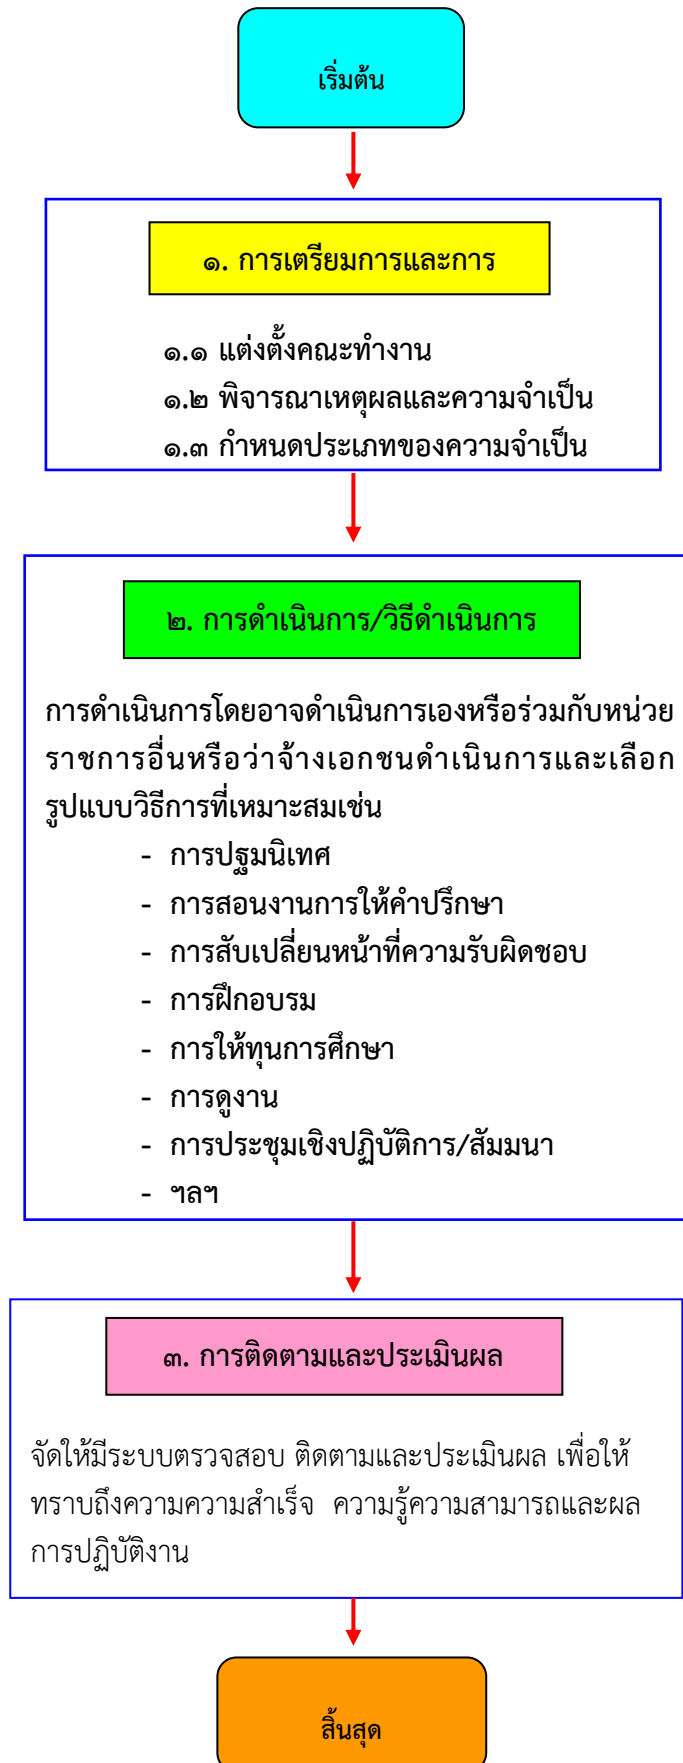 เริ่มต้น
๑. การเตรียมการและการ
๑.๑ แต่งตั้งคณะทำงาน
๑.๒ พิจารณาเหตุผลและความจำเป็น
๑.๓ กำหนดประเภทของความจำเป็น
๒. การดำเนินการ/วิธีดำเนินการ
การดำเนินการโดยอาจดำเนินการเองหรือร่วมกับหน่วย
ราชการอื่นหรือว่าจ้างเอกชนดำเนินการและเลือก
รูปแบบวิธีการที่เหมาะสมเช่น
- การปฐมนิเทศ
- การสอนงานการให้คำปรึกษา
- การสับเปลี่ยนหน้าที่ความรับผิดชอบ
- การฝึกอบรม
- การให้ทุนการศึกษา
- การดูงาน
- การประชุมเชิงปฏิบัติการ/สัมมนา
- ฯลฯ
๓. การติดตามและประเมินผล
จัดให้มีระบบตรวจสอบ ติดตามและประเมินผล เพื่อให้
ทราบถึงความความสำเร็จ ความรู้ความสามารถและผล
การปฏิบัติงาน
สิ้นสุด